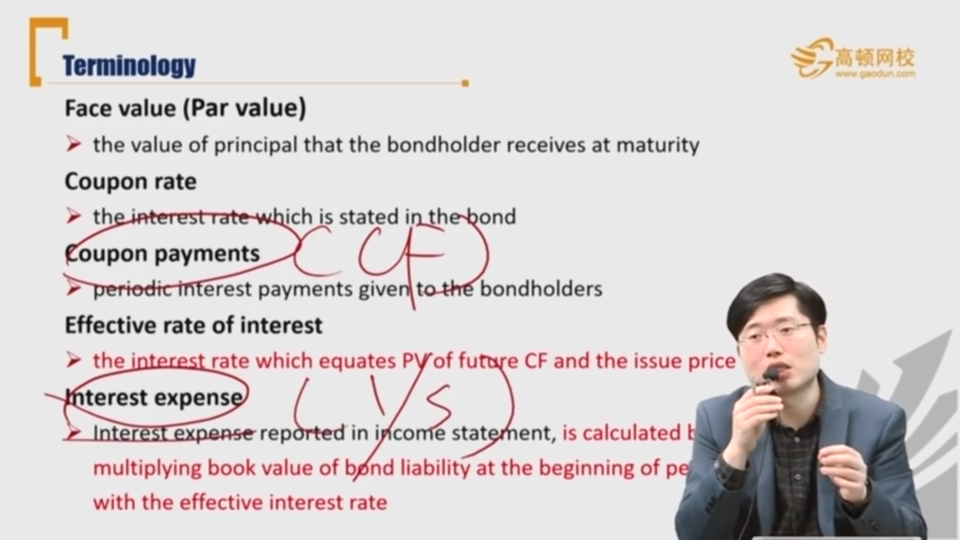 Terminology
高顿网校
www.gaodun.com
Face value (Par value)
the value of principal that the bondholder receives at maturity
Coupon rate
the interest rate which is stated in the bond
Coupon payments
(CF)
periodic interest payments given to the bondholders
Effective rate of interest
the interest rate which equates PV of future CF and the issue price
Interest expense
(I/S)
Interest expense reported in income statement, is calculated
multiplying book value of bond liability at the beginning of
with the effective interest rate